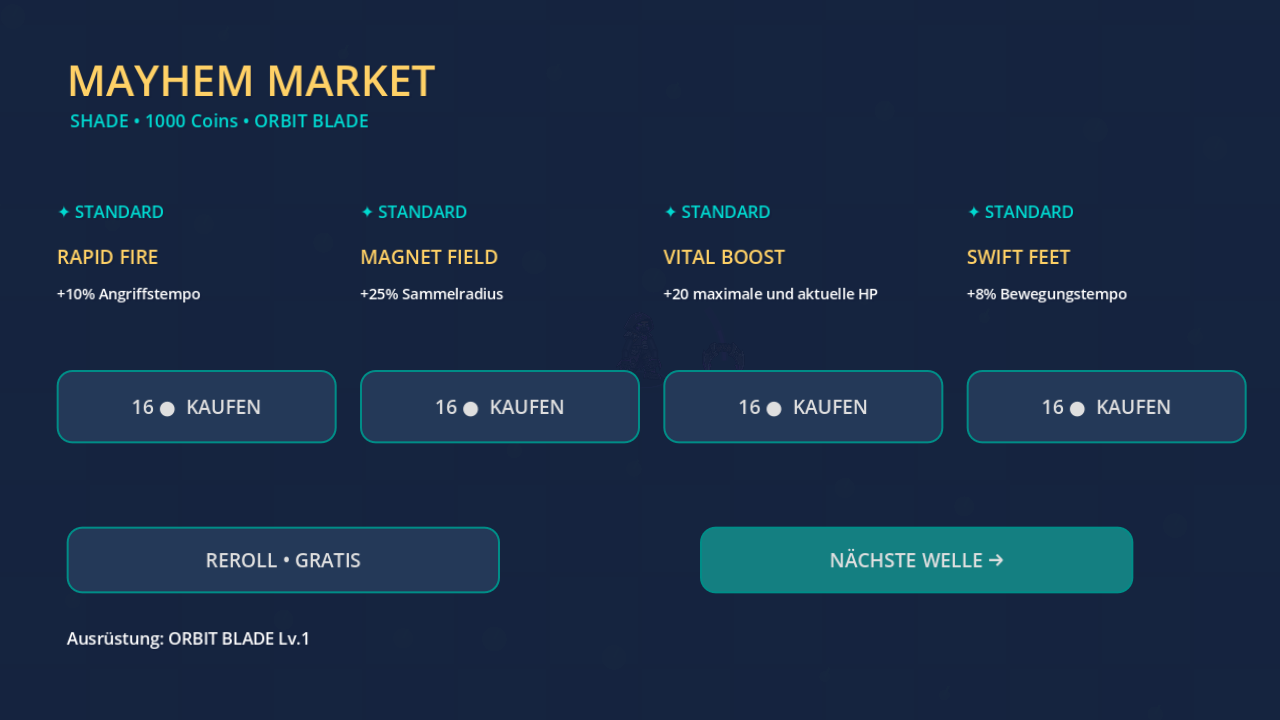 MAYHEM MARKET
SHADE • 1000 Coins • ORBIT BLADE
✦ STANDARD
RAPID FIRE
+10% Angriffstempo
16 ● KAUFEN
✦ STANDARD
MAGNET FIELD
+25% Sammelradius
16 ● KAUFEN
✦ STANDARD
VITAL BOOST
+20 maximale und aktuelle HP
16 ● KAUFEN
✦ STANDARD
SWIFT FEET
+8% Bewegungstempo
16 ● KAUFEN
REROLL • GRATIS
NÄCHSTE WELLE →
Ausrüstung: ORBIT BLADE Lv.1